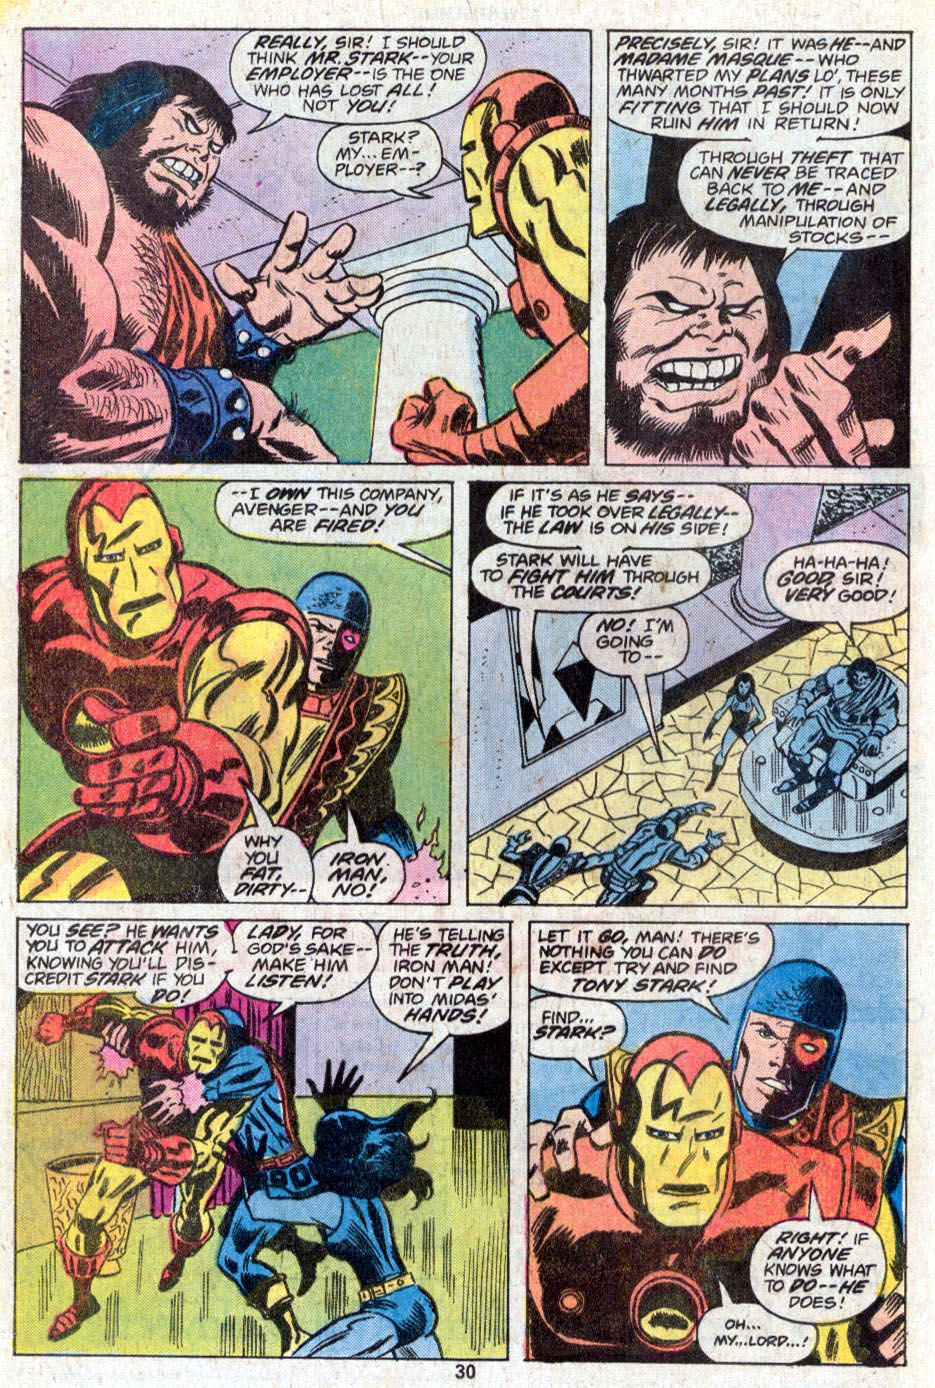 REALLY, SIR! I SHOULD
THINK MR. STARK--YOUR
EMPLOYER--IS THE ONE
WHO HAS LOST ALL!
NOT YOU!
STARK?
MY...EM-
PLOYER--?
PRECISELY, SIR! IT WAS HE--AND
MADAME MASQUE--WHO
THWARTED MY PLANS LO', THESE
MANY MONTHS PAST! IT IS ONLY
FITTING THAT I SHOULD NOW
RUIN HIM IN RETURN!
THROUGH THEFT THAT
CAN NEVER BE TRACED
BACK TO ME--AND
LEGALLY, THROUGH
MANIPULATION OF
STOCKS--
--I OWN THIS COMPANY,
AVENGER--AND YOU
ARE FIRED!
WHY
YOU
FAT,
DIRTY--
IRON
MAN,
NO!
IF IT'S AS HE SAYS--
IF HE TOOK OVER LEGALLY--
THE LAW IS ON HIS SIDE!
STARK WILL HAVE
TO FIGHT HIM THROUGH
THE COURTS!
NO! I'M
GOING
TO--
HA-HA-HA!
GOOD, SIR!
VERY GOOD!
YOU SEE? HE WANTS
YOU TO ATTACK HIM,
KNOWING YOU'LL DIS-
CREDIT STARK IF YOU
DO!
LADY, FOR
GOD'S SAKE--
MAKE HIM
LISTEN!
HE'S TELLING
THE TRUTH,
IRON MAN!
DON'T PLAY
INTO MIDAS'
HANDS!
LET IT GO, MAN! THERE'S
NOTHING YOU CAN DO
EXCEPT TRY AND FIND
TONY STARK!
FIND...
STARK?
RIGHT! IF
ANYONE
KNOWS WHAT
TO DO--HE
DOES!
OH...
MY...LORD...!
30